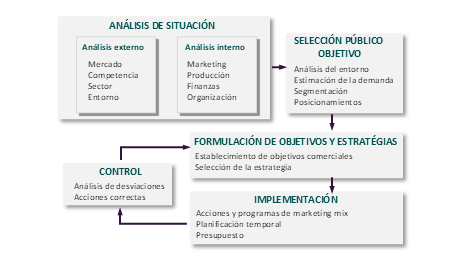 ANÁLISIS DE SITUACIÓN
Análisis externo
Mercado
Competencia
Sector
Entorno
Análisis interno
Marketing
Producción
Finanzas
Organización
SELECCIÓN PÚBLICO
OBJETIVO
Análisis del entorno
Estimación de la demanda
Segmentación
Posicionamientos
FORMULACIÓN DE OBJETIVOS Y ESTRATÉGIAS
Establecimiento de objetivos comerciales
Selección de la estrategia
CONTROL
Análisis de desviaciones
Acciones correctas
IMPLEMENTACIÓN
Acciones y programas de marketing mix
Planificación temporal
Presupuesto